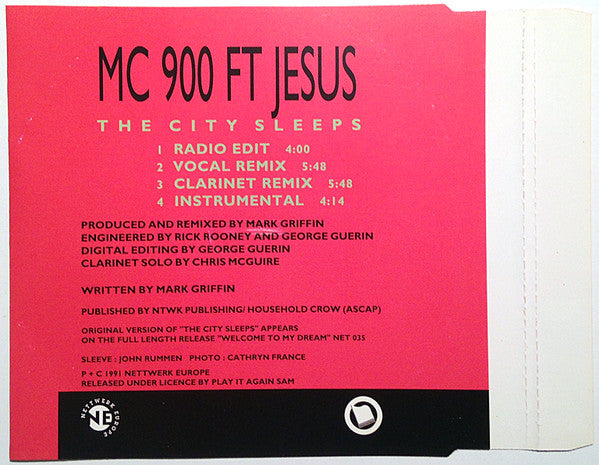 MC 900 FT JESUS
THE CITY SLEEPS
1 RADIO EDIT 4:00
2 VOCAL REMIX 5:48
3 CLARINET REMIX 5:48
4 INSTRUMENTAL 4:14
PRODUCED AND REMIXED BY MARK GRIFFIN
ENGINEERED BY RICK ROONEY AND GEORGE GUERIN
DIGITAL EDITING BY GEORGE GUERIN
CLARINET SOLO BY CHRIS MCGUIRE
WRITTEN BY MARK GRIFFIN
PUBLISHED BY NTWK PUBLISHING/ HOUSEHOLD CROW (ASCAP)
ORIGINAL VERSION OF "THE CITY SLEEPS" APPEARS
ON THE FULL LENGTH RELEASE "WELCOME TO MY DREAM" NET 035
SLEEVE : JOHN RUMMEN PHOTO : CATHRYN FRANCE
P + C 1991 NETTWERK EUROPE
RELEASED UNDER LICENCE BY PLAY IT AGAIN SAM
NETTWERK EUROPE
NE